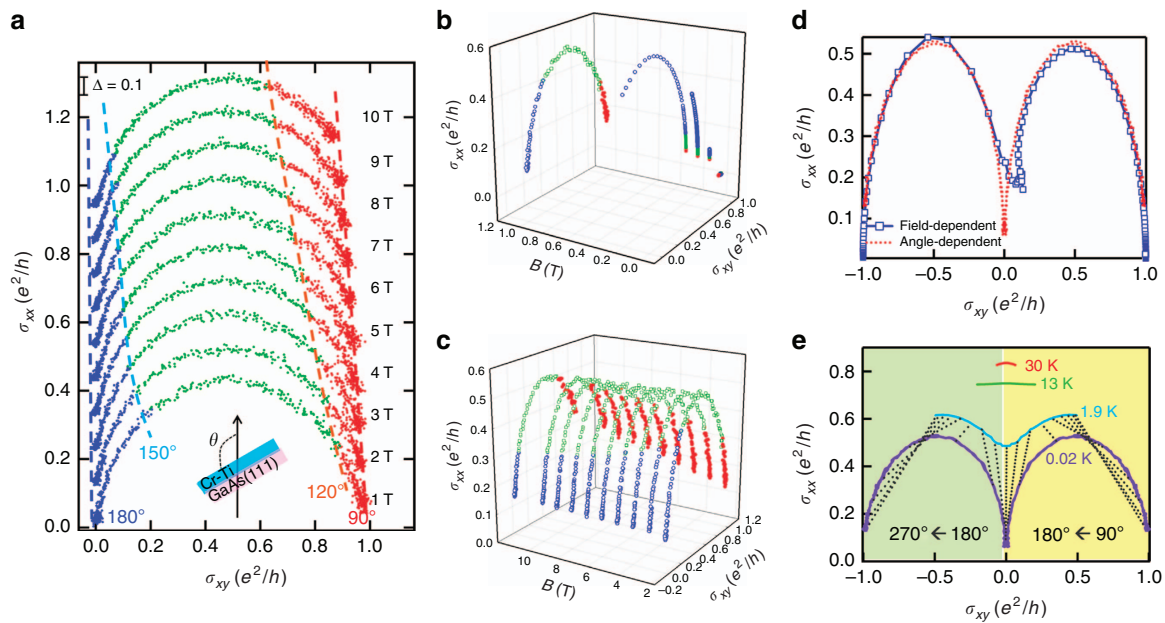 a
σxx (e²/h)
Δ = 0.1
1.2
1.0
0.8
0.6
0.4
0.2
0.0
10 T
9 T
8 T
7 T
6 T
5 T
4 T
3 T
2 T
1 T
150°
180°
120°
90°
θ
Cr-Ti
GaAs(111)
0.0 0.2 0.4 0.6 0.8 1.0
σxy (e²/h)
b
σxx (e²/h)
0.6
0.4
0.2
0.0
1.2 1.0 0.8 0.6 0.4 0.2 0.0
B (T)
0.0 0.2 0.4 0.6 0.8 1.0
σxy (e²/h)
c
σxx (e²/h)
0.6
0.5
0.4
0.3
0.2
0.1
0.0
10 8 6 4 2
B (T)
−0.2 0.0 0.2 0.4 0.6 0.8 1.0 1.2
σxy (e²/h)
d
σxx (e²/h)
0.5
0.4
0.3
0.2
0.1
Field-dependent
Angle-dependent
−1.0 −0.5 0.0 0.5 1.0
σxy (e²/h)
e
σxx (e²/h)
0.8
0.6
0.4
0.2
0.0
30 K
13 K
1.9 K
0.02 K
270° ← 180°
180° ← 90°
−1.0 −0.5 0.0 0.5 1.0
σxy (e²/h)